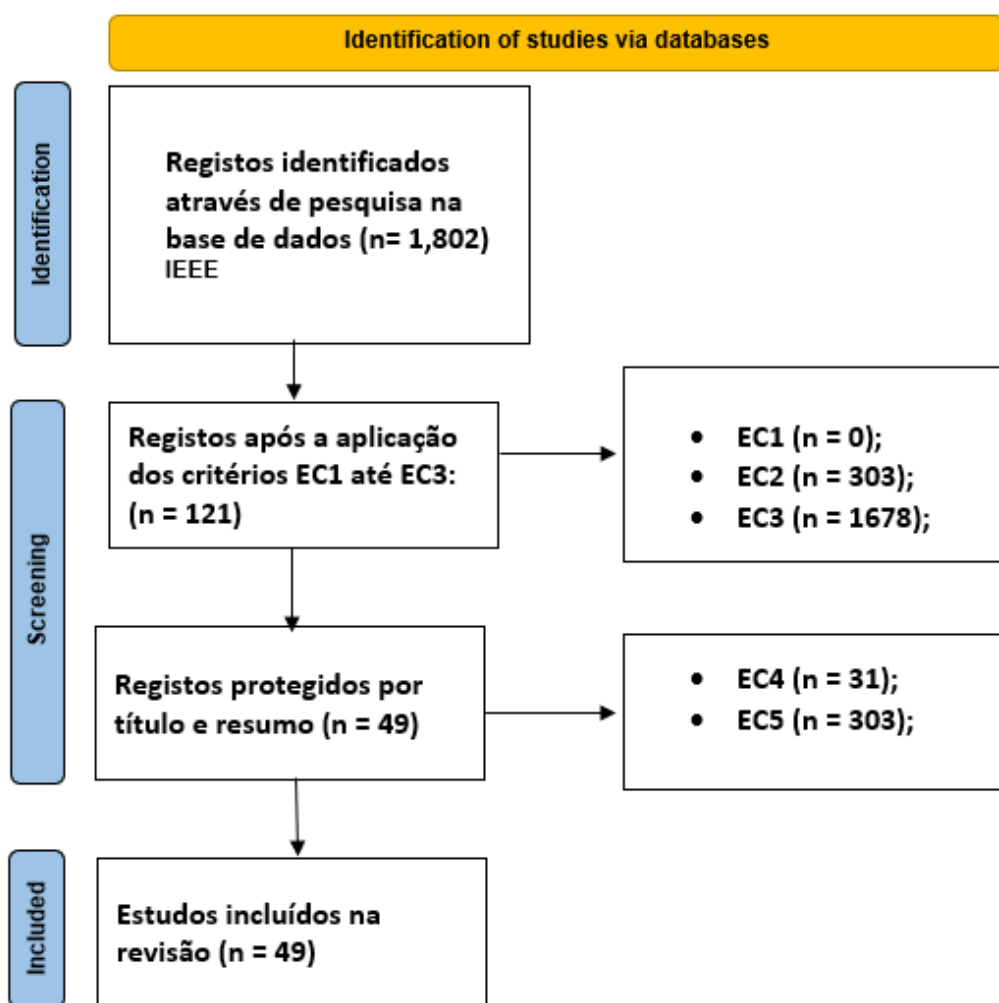 Identification of studies via databases
Identification
Registos identificados
através de pesquisa na
base de dados (n= 1,802)
IEEE
Screening
Registos após a aplicação
dos critérios EC1 até EC3:
(n = 121)
• EC1 (n = 0);
• EC2 (n = 303);
• EC3 (n = 1678);
Registos protegidos por
título e resumo (n = 49)
• EC4 (n = 31);
• EC5 (n = 303);
Included
Estudos incluídos na
revisão (n = 49)